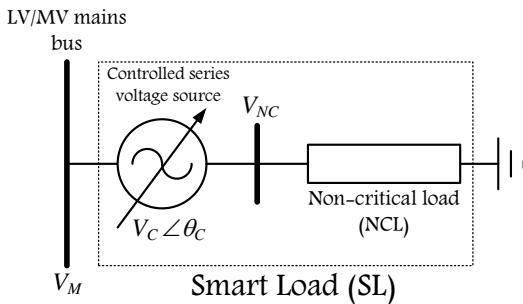 LV/MV mains
bus
Controlled series
voltage source
V_NC
V_C∠θ_C
Non-critical load
(NCL)
V_M
Smart Load (SL)